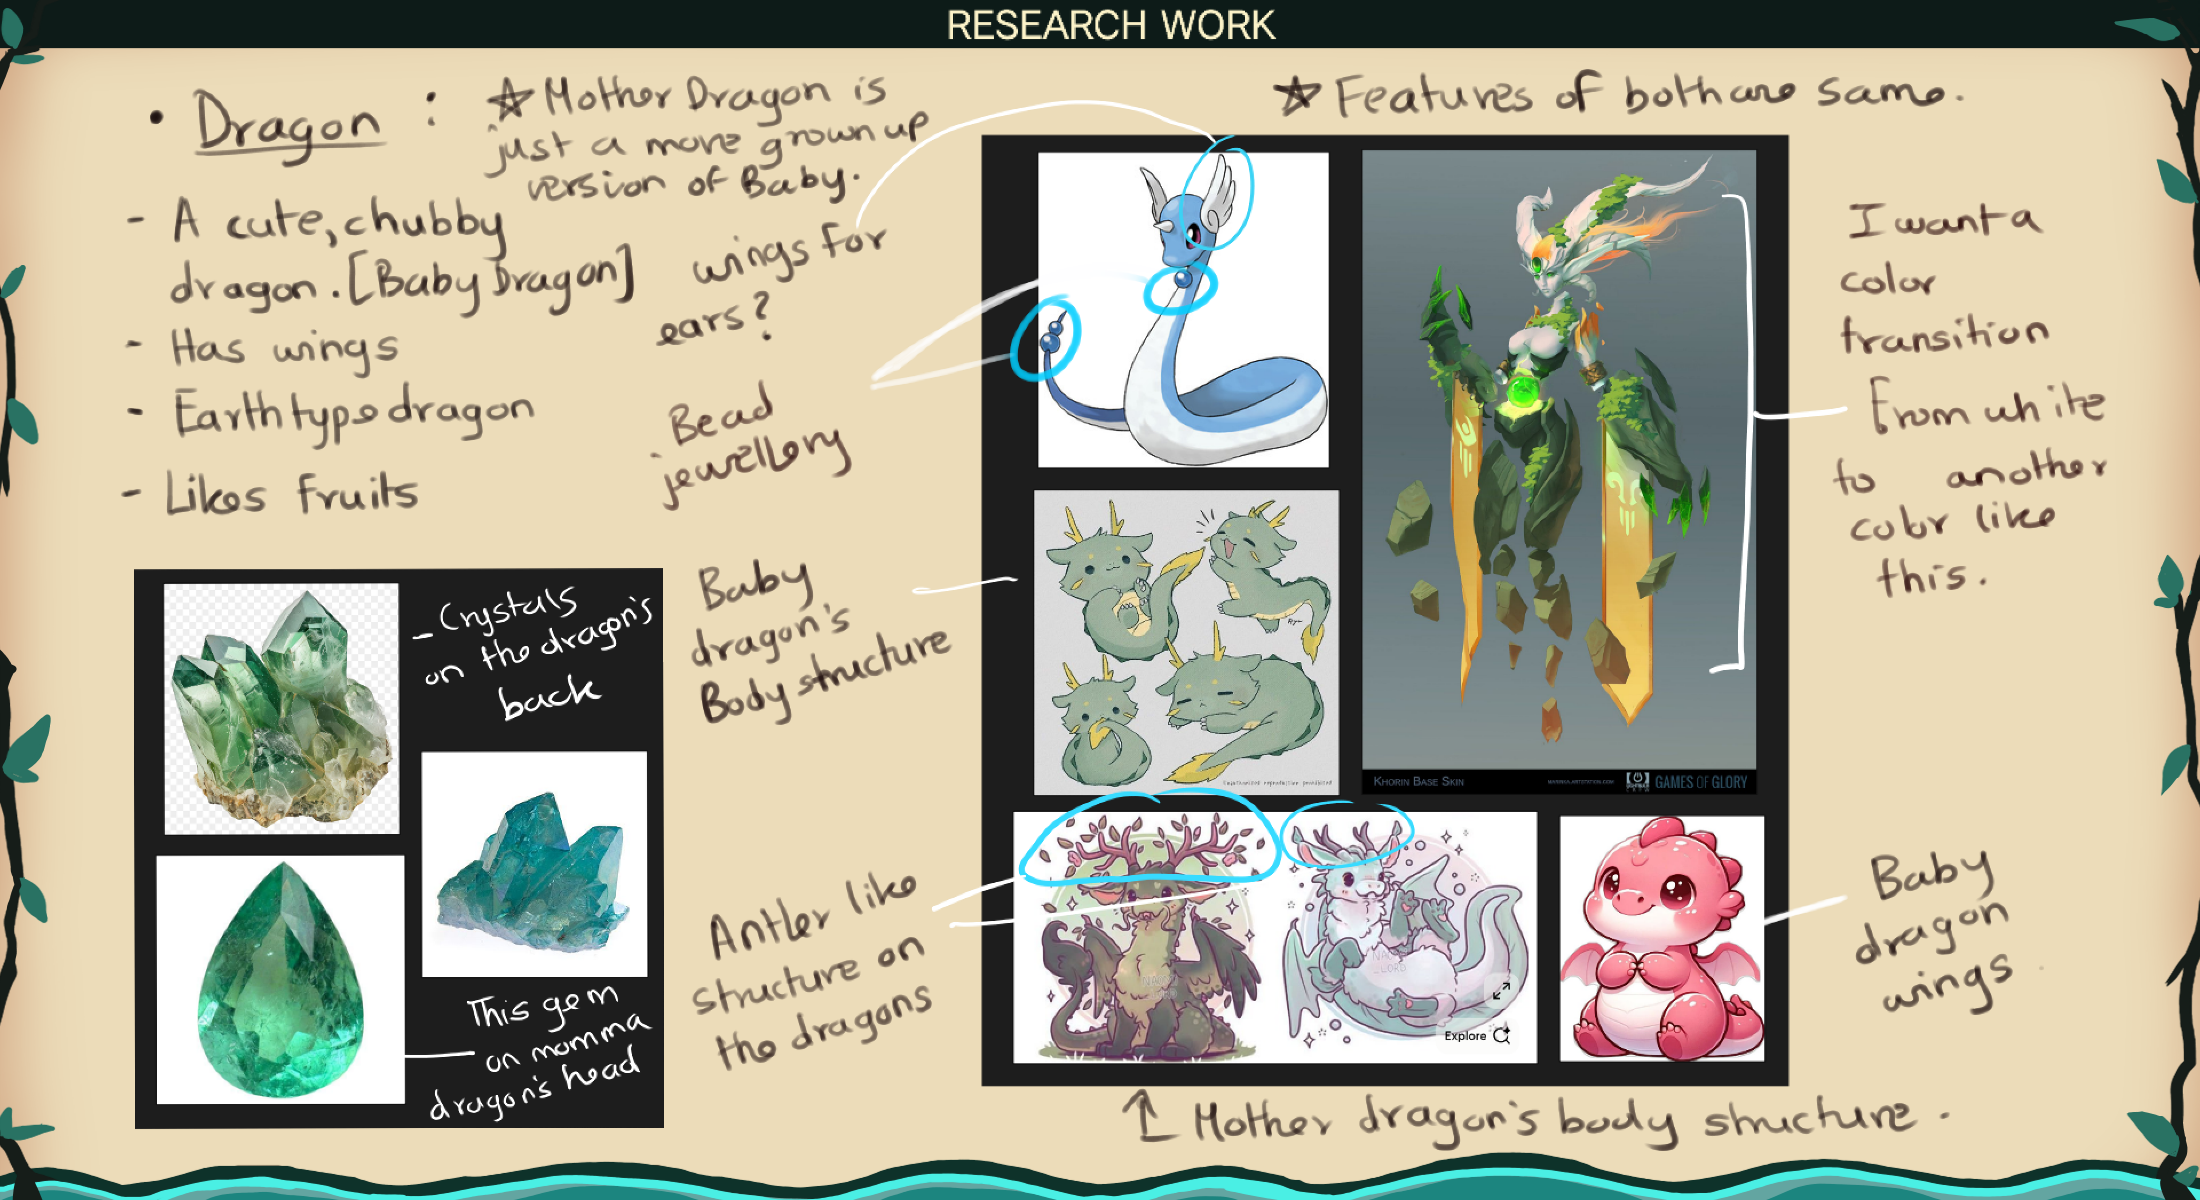 RESEARCH WORK
• Dragon :
☆ Mother Dragon is
just a more grown up
version of Baby.
- A cute, chubby
dragon. [Baby Dragon]
- Has wings
- Earth type dragon
- Likes fruits
wings for
ears?
Bead
jewellery
Baby
dragon's
Body structure
Antler like
structure on
the dragons
- Crystals
on the dragon's
back
This gem
on momma
dragon's head
☆ Features of both are same.
I want a
color
transition
From white
to another
color like
this.
KHORIN BASE SKIN
GAMES OF GLORY
Explore
Baby
dragon
wings
↑ Mother dragon's body structure.